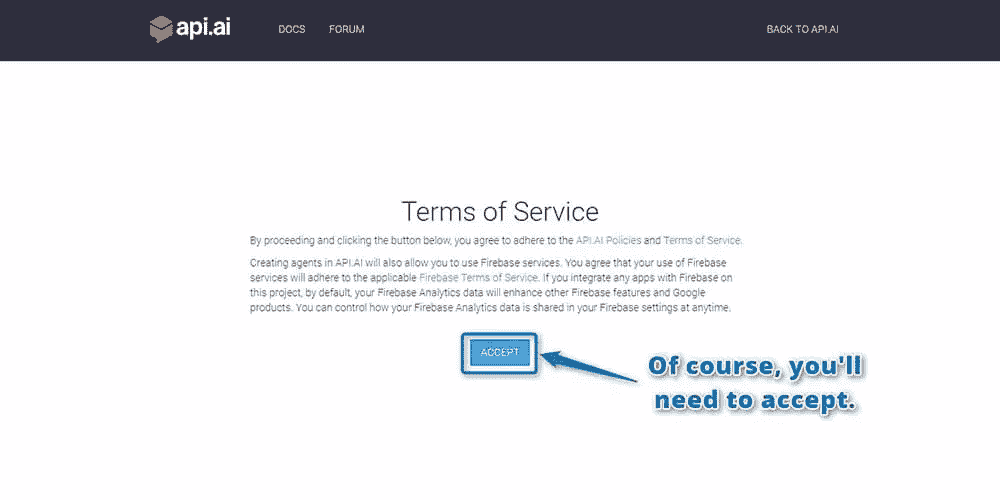 api.ai DOCS FORUM BACK TO API.AI
Terms of Service
By proceeding and clicking the button below, you agree to adhere to the API.AI Policies and Terms of Service.
Creating agents in API.AI will also allow you to use Firebase services. You agree that your use of Firebase
services will adhere to the applicable Firebase Terms of Service. If you integrate any apps with Firebase on
this project, by default, your Firebase Analytics data will enhance other Firebase features and Google
products. You can control how your Firebase Analytics data is shared in your Firebase settings at anytime.
ACCEPT
Of course, you'll
need to accept.